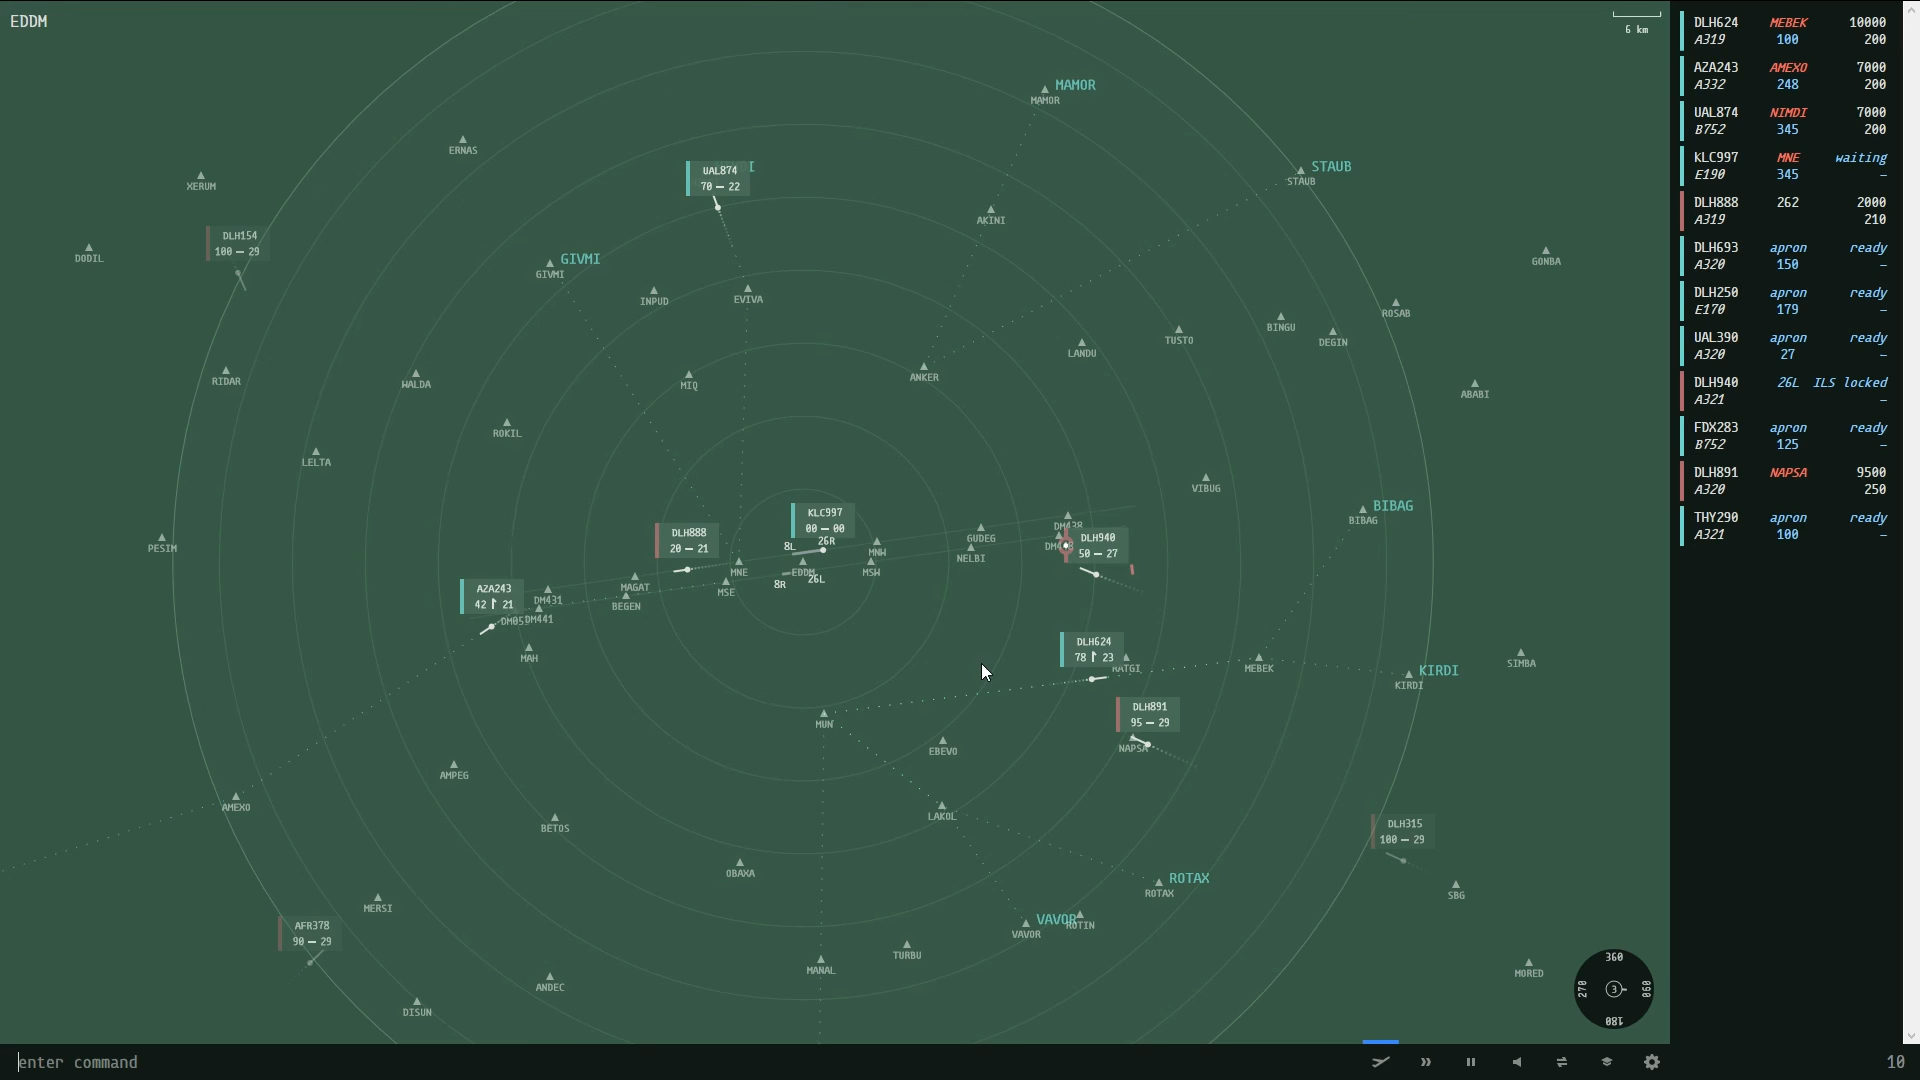 EDDM
6 km
MAMOR
MAMOR
ERNAS
STAUB
STAUB
UAL874
70 — 22
XERUM
AKINI
DLH154
100 — 29
DODIL
GIVMI
GIVMI
GONBA
INPUD
EVIVA
ROSAB
BINGU
TUSTO
DEGIN
LANDU
RIDAR
WALDA
MIQ
ANKER
ABABI
ROKIL
LELTA
VIBUG
BIBAG
BIBAG
KLC997
00 — 00
DLH888
20 — 21
8L
26R
MNW
GUDEG
NELBI
DLH940
50 — 27
PESIM
MNE
EDDM
MSW
8R
26L
MSE
AZA243
42 21
MAGAT
DM431
BEGEN
DM441
MAH
DLH624
78 23
RATGI
MEBEK
KIRDI
KIRDI
SIMBA
DLH891
95 — 29
NAPSA
MUN
EBEVO
AMPEG
AMEXO
BETOS
LAKOL
DLH315
100 — 29
OBAXA
ROTAX
ROTAX
SBG
MERSI
AFR378
90 — 29
VAVOR
VAVOR
ROTIN
TURBU
MANAL
ANDEC
MORED
DISUN
360
270
3
090
180
DLH624 MEBEK 10000
A319 100 200
AZA243 AMEXO 7000
A332 248 200
UAL874 NIMDI 7000
B752 345 200
KLC997 MNE waiting
E190 345 –
DLH888 262 2000
A319 210
DLH693 apron ready
A320 150 –
DLH250 apron ready
E170 179 –
UAL390 apron ready
A320 27 –
DLH940 26L ILS locked
A321 –
FDX283 apron ready
B752 125 –
DLH891 NAPSA 9500
A320 250
THY290 apron ready
A321 100 –
enter command
10